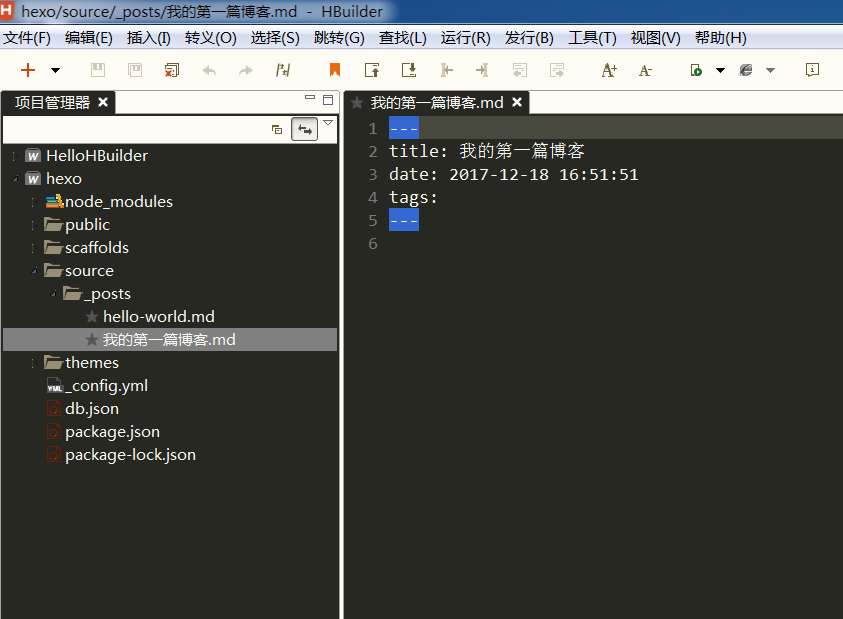 hexo/source/_posts/我的第一篇博客.md - HBuilder
文件(F) 编辑(E) 插入(I) 转义(O) 选择(S) 跳转(G) 查找(L) 运行(R) 发行(B) 工具(T) 视图(V) 帮助(H)
项目管理器
我的第一篇博客.md
HelloHBuilder
hexo
node_modules
public
scaffolds
source
_posts
hello-world.md
我的第一篇博客.md
themes
_config.yml
db.json
package.json
package-lock.json
1 ---
2 title: 我的第一篇博客
3 date: 2017-12-18 16:51:51
4 tags:
5 ---
6